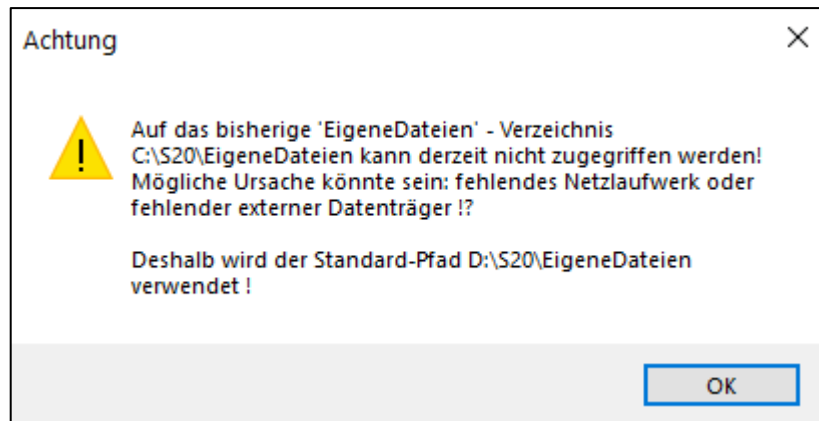 Achtung
Auf das bisherige 'EigeneDateien' - Verzeichnis
C:\S20\EigeneDateien kann derzeit nicht zugegriffen werden!
Mögliche Ursache könnte sein: fehlendes Netzlaufwerk oder
fehlender externer Datenträger !?
Deshalb wird der Standard-Pfad D:\S20\EigeneDateien
verwendet !
OK